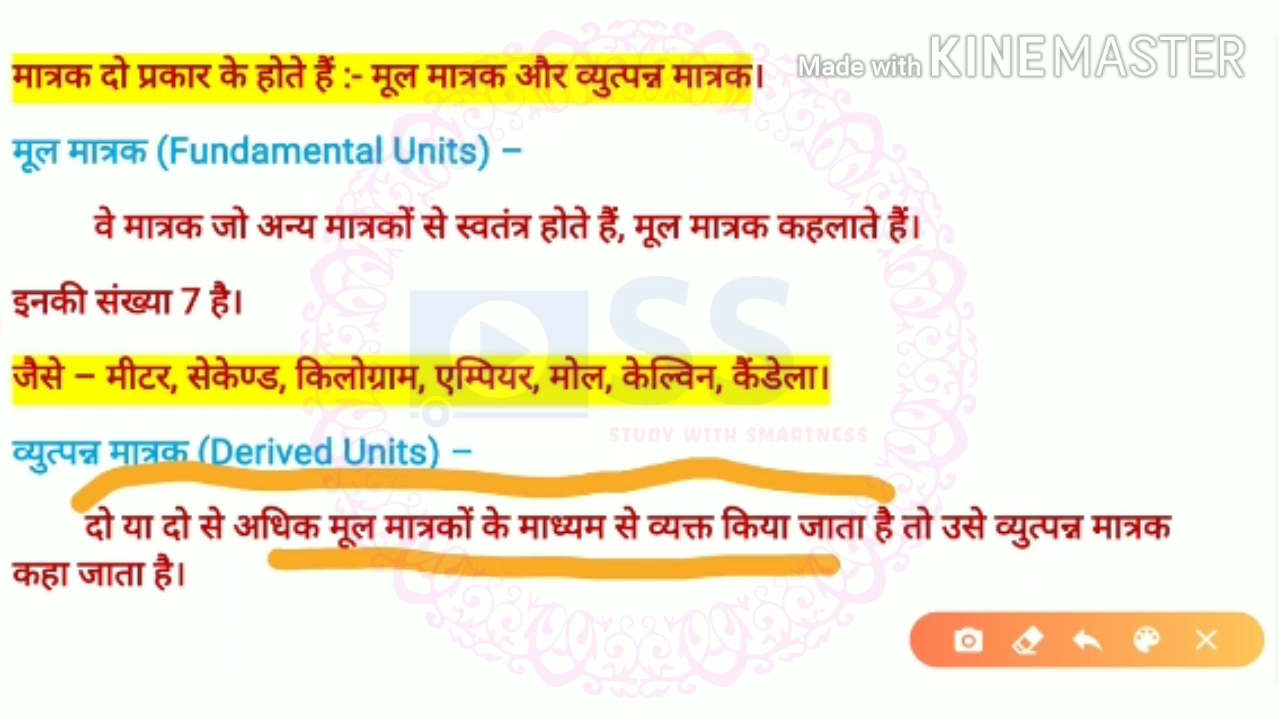 मात्रक दो प्रकार के होते हैं :- मूल मात्रक और व्युत्पन्न मात्रक।
Made with KINEMASTER
मूल मात्रक (Fundamental Units) –
वे मात्रक जो अन्य मात्रकों से स्वतंत्र होते हैं, मूल मात्रक कहलाते हैं।
इनकी संख्या 7 है।
SS
जैसे – मीटर, सेकेण्ड, किलोग्राम, एम्पियर, मोल, केल्विन, कैंडेला।
STUDY WITH SMARTNESS
व्युत्पन्न मात्रक (Derived Units) –
दो या दो से अधिक मूल मात्रकों के माध्यम से व्यक्त किया जाता है तो उसे व्युत्पन्न मात्रक
कहा जाता है।